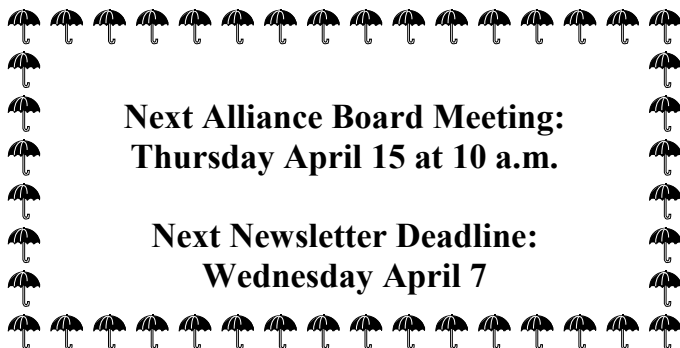 Next Alliance Board Meeting:
Thursday April 15 at 10 a.m.
Next Newsletter Deadline:
Wednesday April 7